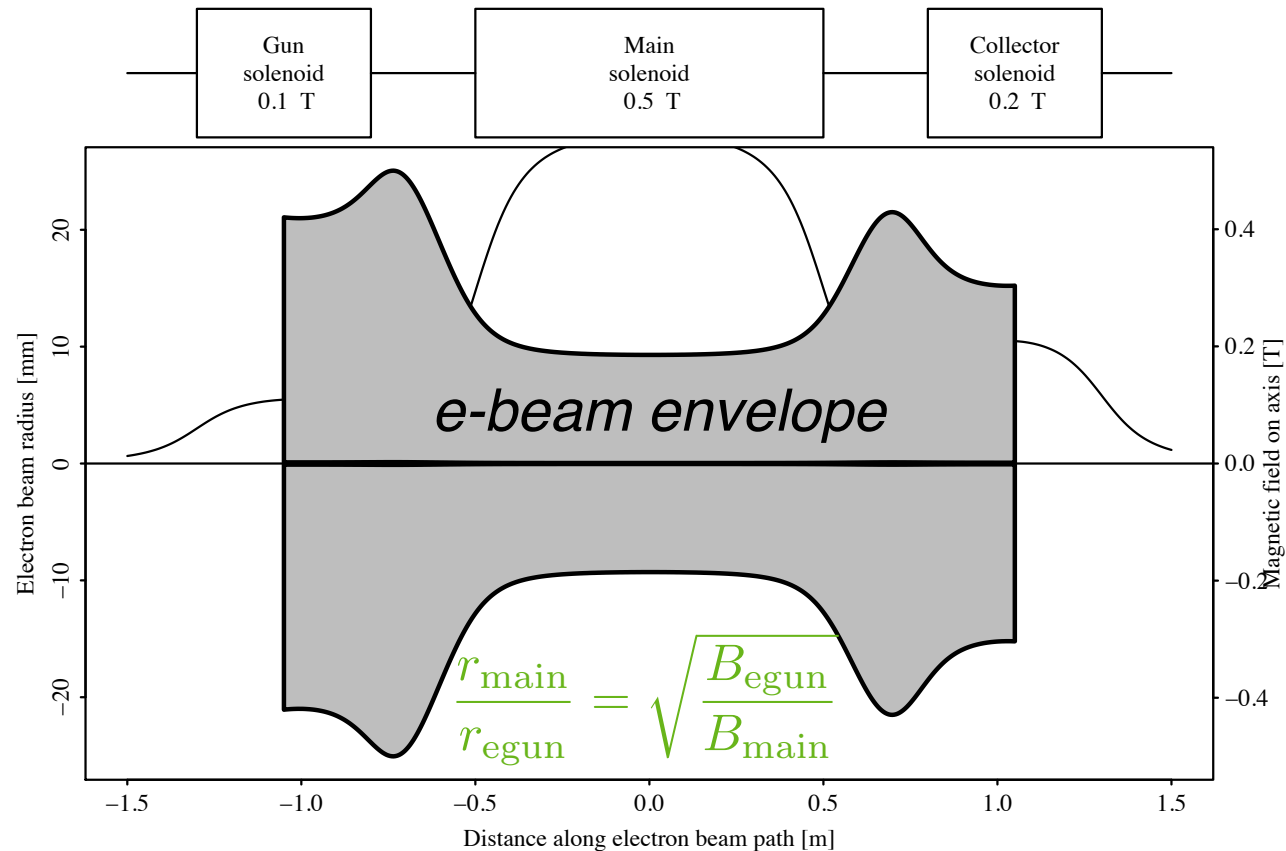 Gun
solenoid
0.1 T
Main
solenoid
0.5 T
Collector
solenoid
0.2 T
Electron beam radius [mm]
20
10
0
−10
−20
Magnetic field on axis [T]
0.4
0.2
0.0
−0.2
−0.4
e-beam envelope
r_main / r_egun = √(B_egun / B_main)
−1.5 −1.0 −0.5 0.0 0.5 1.0 1.5
Distance along electron beam path [m]